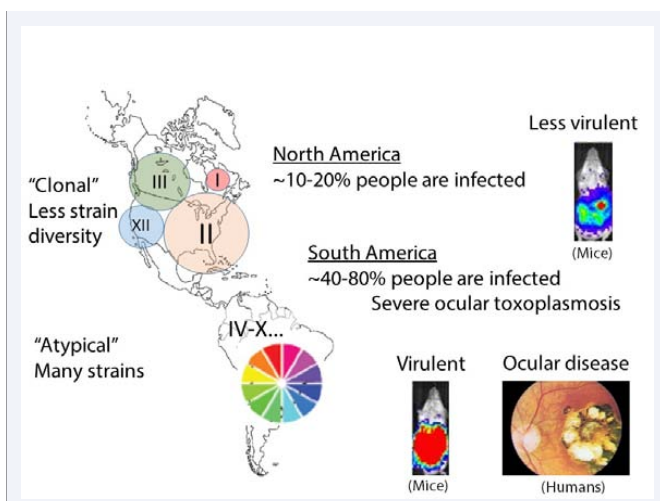 Less virulent
North America
~10-20% people are infected
III
I
"Clonal"
Less strain
diversity
XII
II
(Mice)
South America
~40-80% people are infected
Severe ocular toxoplasmosis
IV-X...
"Atypical"
Many strains
Virulent
Ocular disease
(Mice)
(Humans)